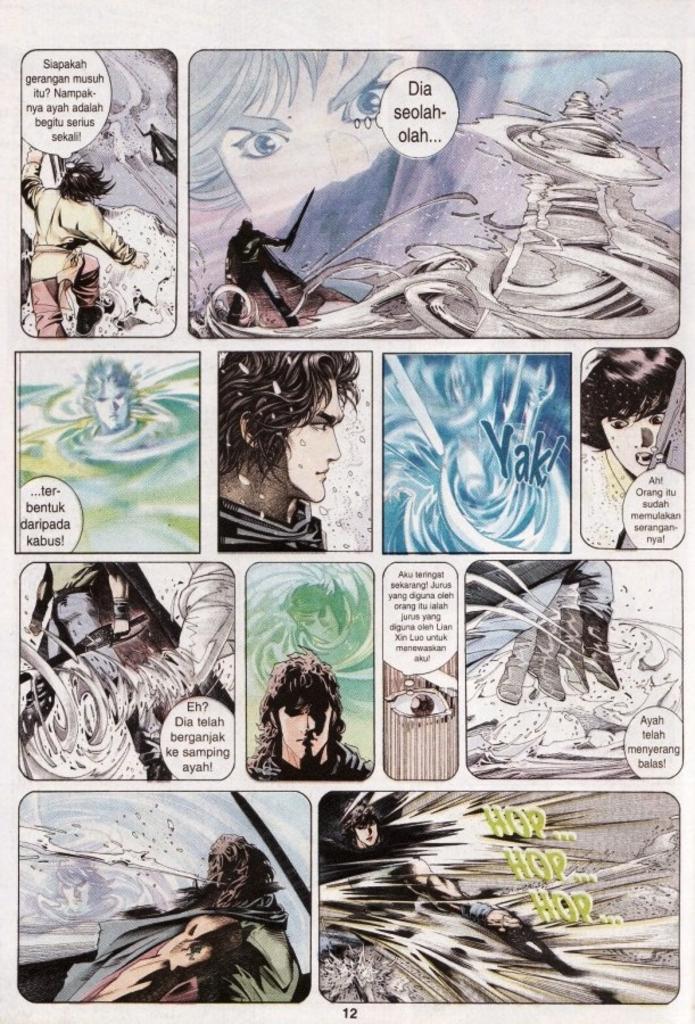 Siapakah
gerangan musuh
itu? Nampak-
nya ayah adalah
begitu serius
sekali!
Dia
seolah-
olah...
...ter-
bentuk
daripada
kabus!
Yak!
Ah!
Orang itu
sudah
memulakan
serangan-
nya!
Eh?
Dia telah
berganjak
ke samping
ayah!
Aku teringat
sekarang! Jurus
yang diguna oleh
orang itu ialah
jurus yang
diguna oleh Lian
Xin Luo untuk
menewaskan
aku!
Ayah
telah
menyerang
balas!
HOP...
HOP...
HOP...
12